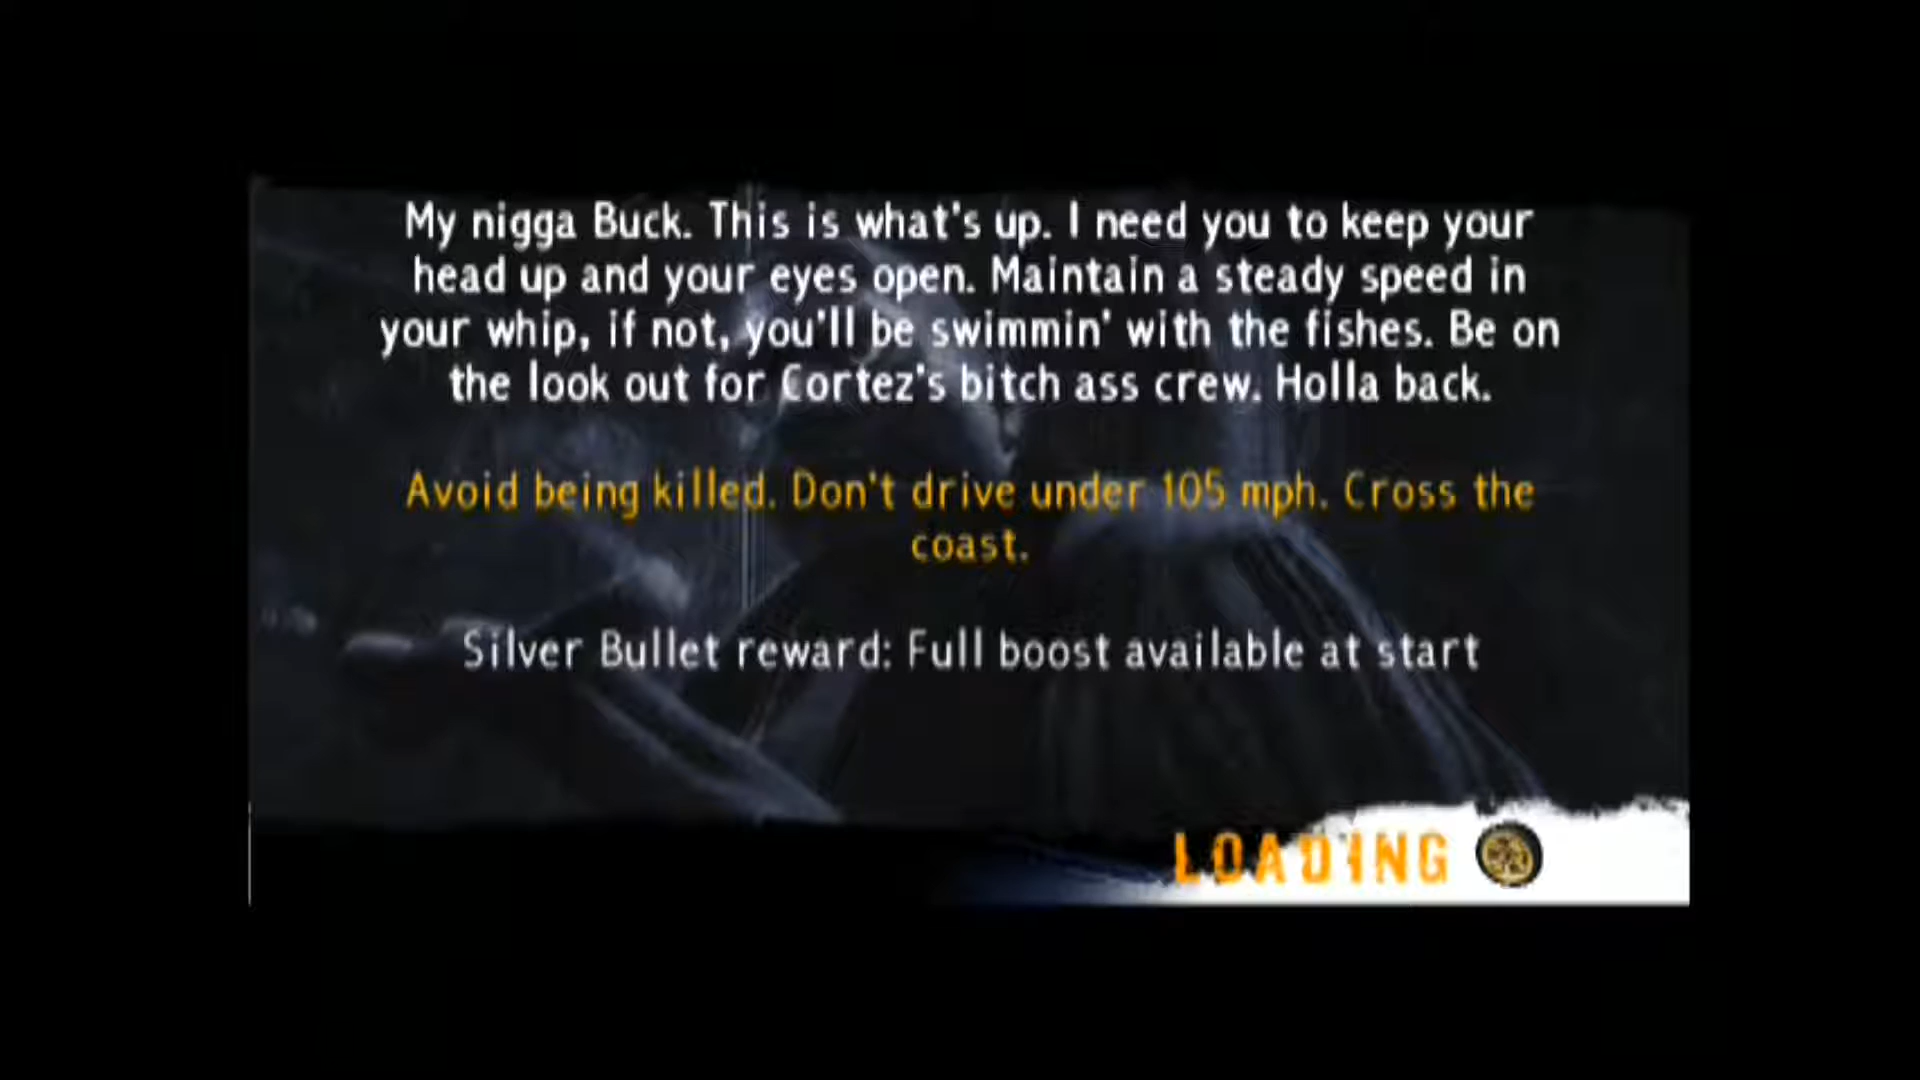 My nigga Buck. This is what's up. I need you to keep your
head up and your eyes open. Maintain a steady speed in
your whip, if not, you'll be swimmin' with the fishes. Be on
the look out for Cortez's bitch ass crew. Holla back.
Avoid being killed. Don't drive under 105 mph. Cross the
coast.
Silver Bullet reward: Full boost available at start
LOADING